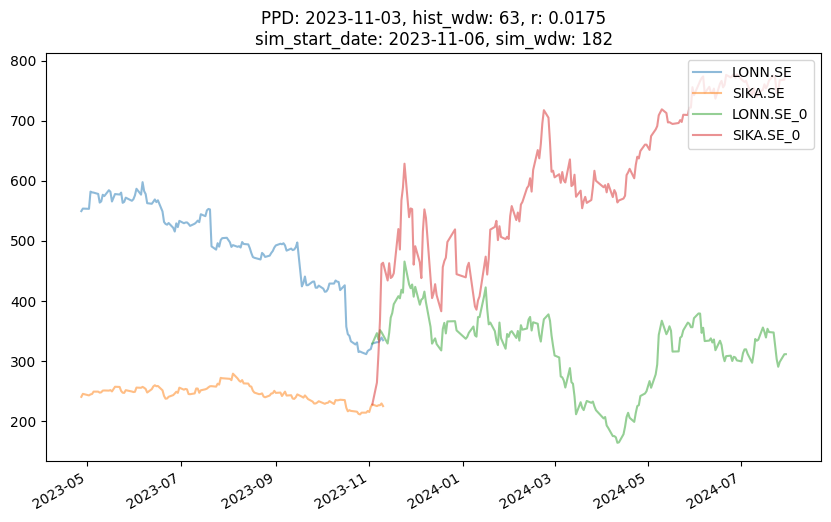 PPD: 2023-11-03, hist_wdw: 63, r: 0.0175
sim_start_date: 2023-11-06, sim_wdw: 182
800
700
600
500
400
300
200
LONN.SE
SIKA.SE
LONN.SE_0
SIKA.SE_0
2023-05
2023-07
2023-09
2023-11
2024-01
2024-03
2024-05
2024-07